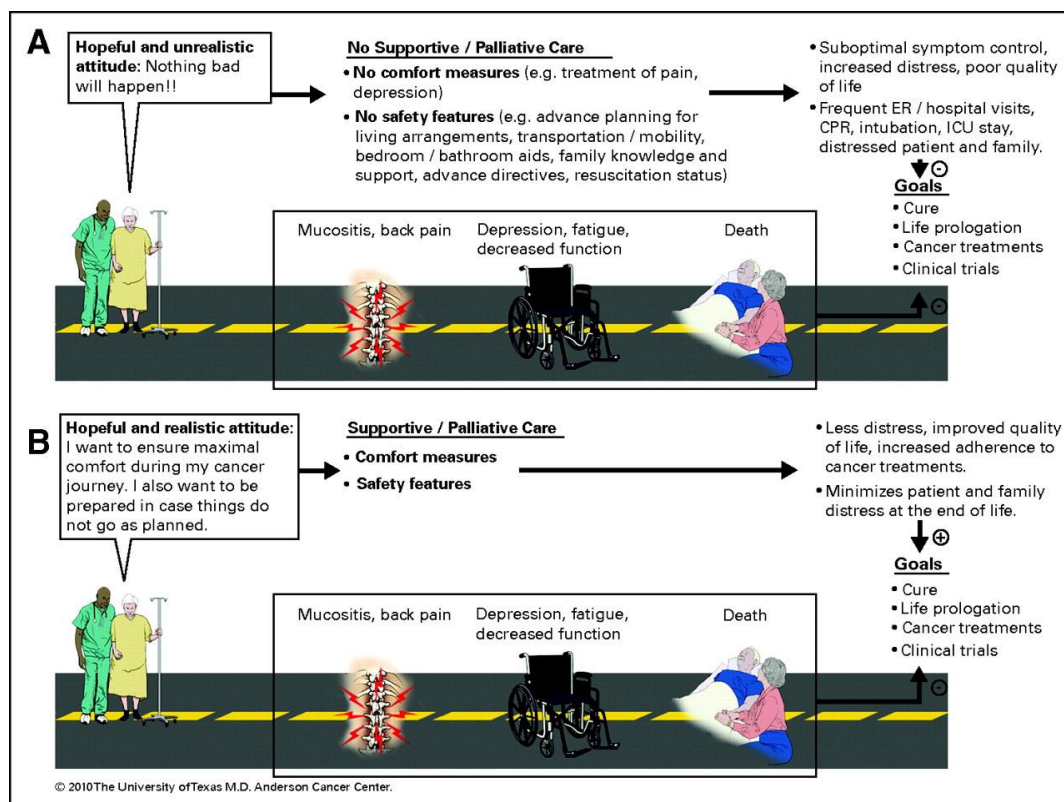 A
Hopeful and unrealistic
attitude: Nothing bad
will happen!!
No Supportive / Palliative Care
• No comfort measures (e.g. treatment of pain,
depression)
• No safety features (e.g. advance planning for
living arrangements, transportation / mobility,
bedroom / bathroom aids, family knowledge and
support, advance directives, resuscitation status)
• Suboptimal symptom control,
increased distress, poor quality
of life
• Frequent ER / hospital visits,
CPR, intubation, ICU stay,
distressed patient and family.
-
Goals
• Cure
• Life prologation
• Cancer treatments
• Clinical trials
-
Mucositis, back pain
Depression, fatigue,
decreased function
Death
B
Hopeful and realistic attitude:
I want to ensure maximal
comfort during my cancer
journey. I also want to be
prepared in case things do
not go as planned.
Supportive / Palliative Care
• Comfort measures
• Safety features
• Less distress, improved quality
of life, increased adherence to
cancer treatments.
• Minimizes patient and family
distress at the end of life.
+
Goals
• Cure
• Life prologation
• Cancer treatments
• Clinical trials
-
Mucositis, back pain
Depression, fatigue,
decreased function
Death
© 2010 The University of Texas M.D. Anderson Cancer Center.